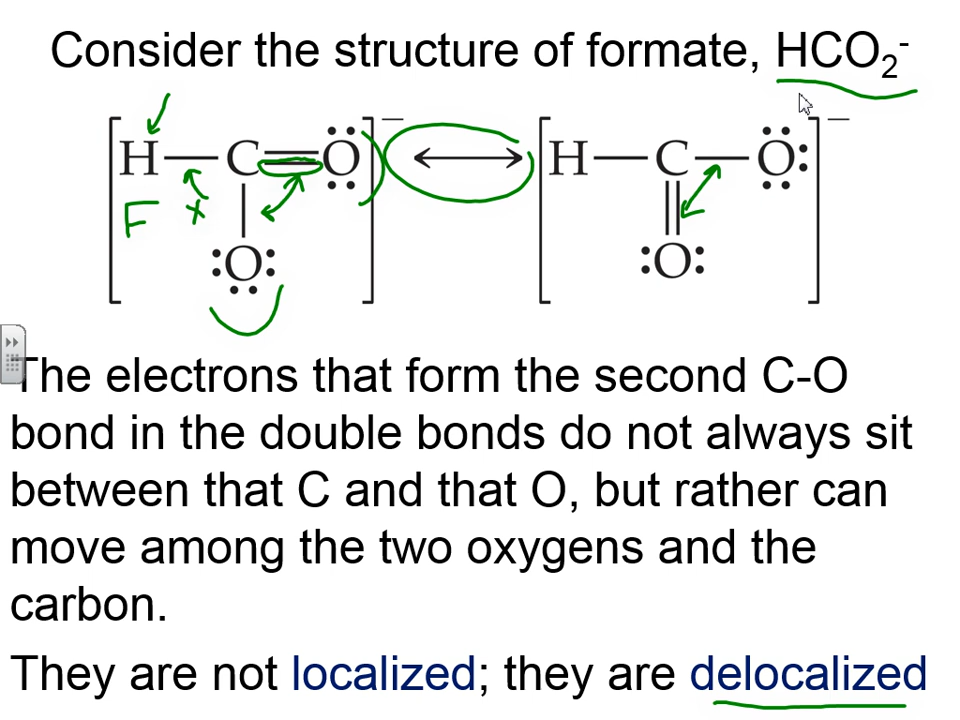 Consider the structure of formate, HCO₂⁻
H C O − H C O −
F x
O O
The electrons that form the second C-O
bond in the double bonds do not always sit
between that C and that O, but rather can
move among the two oxygens and the
carbon.
They are not localized; they are delocalized